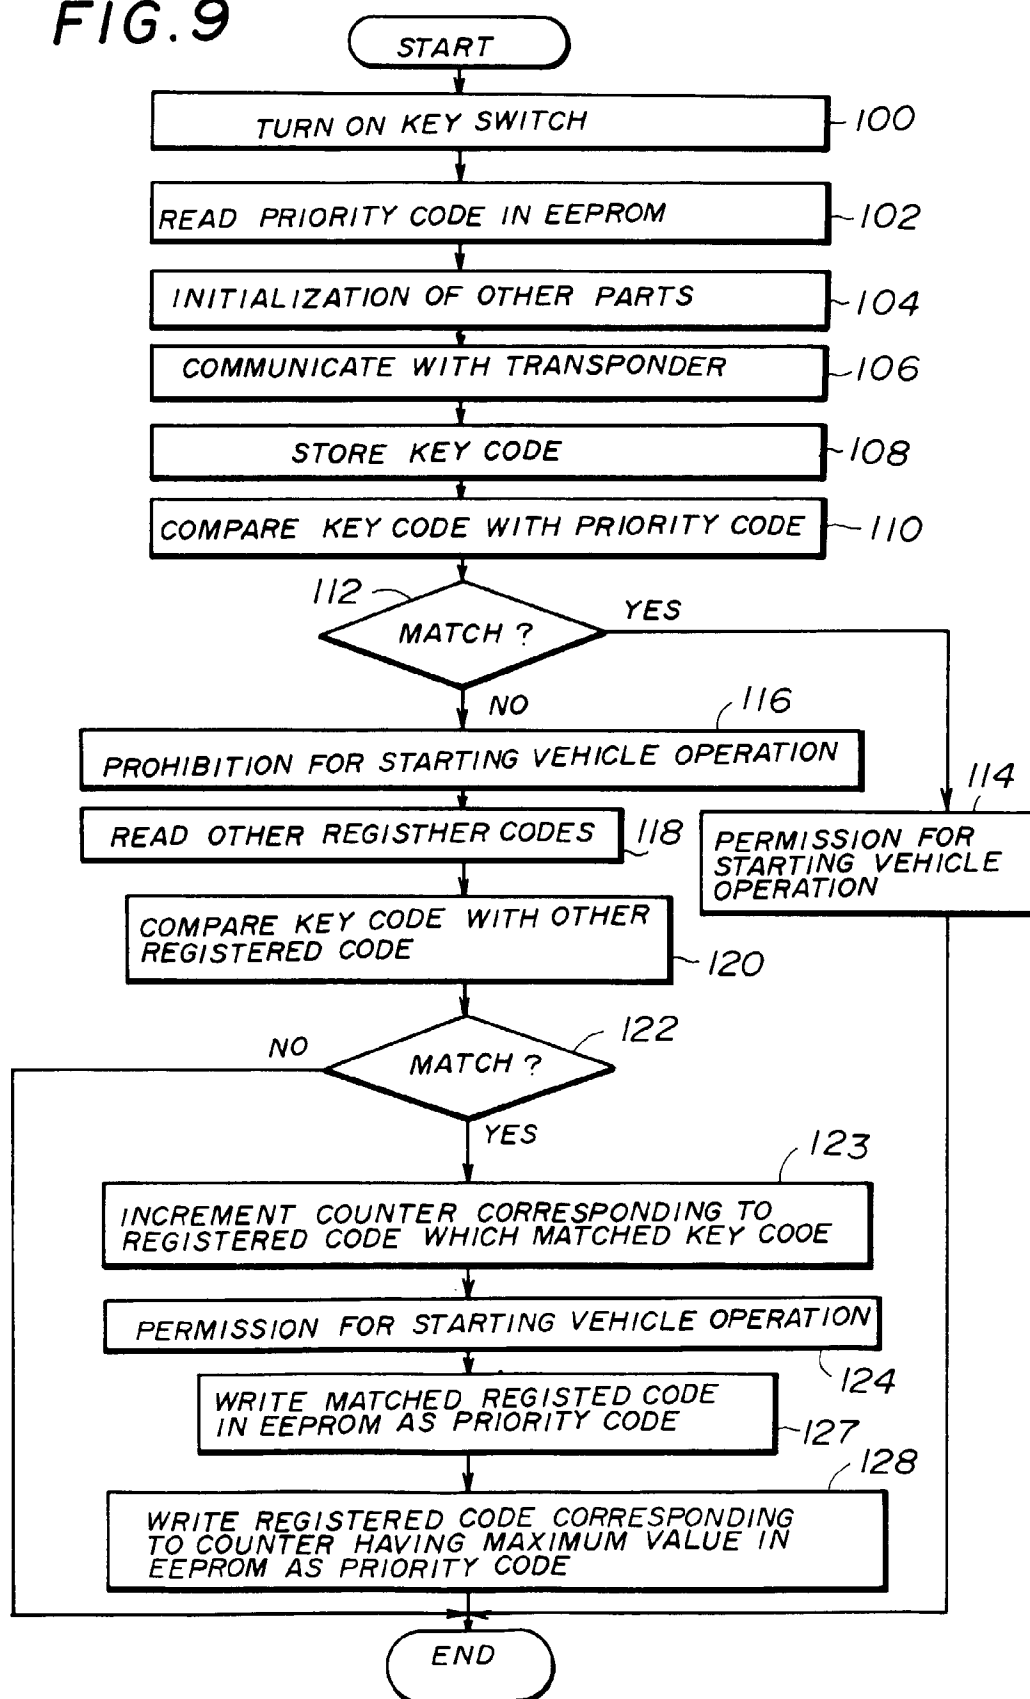 FIG. 9
START
TURN ON KEY SWITCH
100
READ PRIORITY CODE IN EEPROM
102
INITIALIZATION OF OTHER PARTS
104
COMMUNICATE WITH TRANSPONDER
106
STORE KEY CODE
108
COMPARE KEY CODE WITH PRIORITY CODE
110
112
MATCH ?
YES
NO
116
PROHIBITION FOR STARTING VEHICLE OPERATION
114
PERMISSION FOR
STARTING VEHICLE
OPERATION
READ OTHER REGISTHER CODES
118
COMPARE KEY CODE WITH OTHER
REGISTERED CODE
120
122
MATCH ?
NO
YES
123
INCREMENT COUNTER CORRESPONDING TO
REGISTERED CODE WHICH MATCHED KEY COOE
PERMISSION FOR STARTING VEHICLE OPERATION
124
WRITE MATCHED REGISTED CODE
IN EEPROM AS PRIORITY CODE
127
128
WRITE REGISTERED CODE CORRESPONDING
TO COUNTER HAVING MAXIMUM VALUE IN
EEPROM AS PRIORITY CODE
END